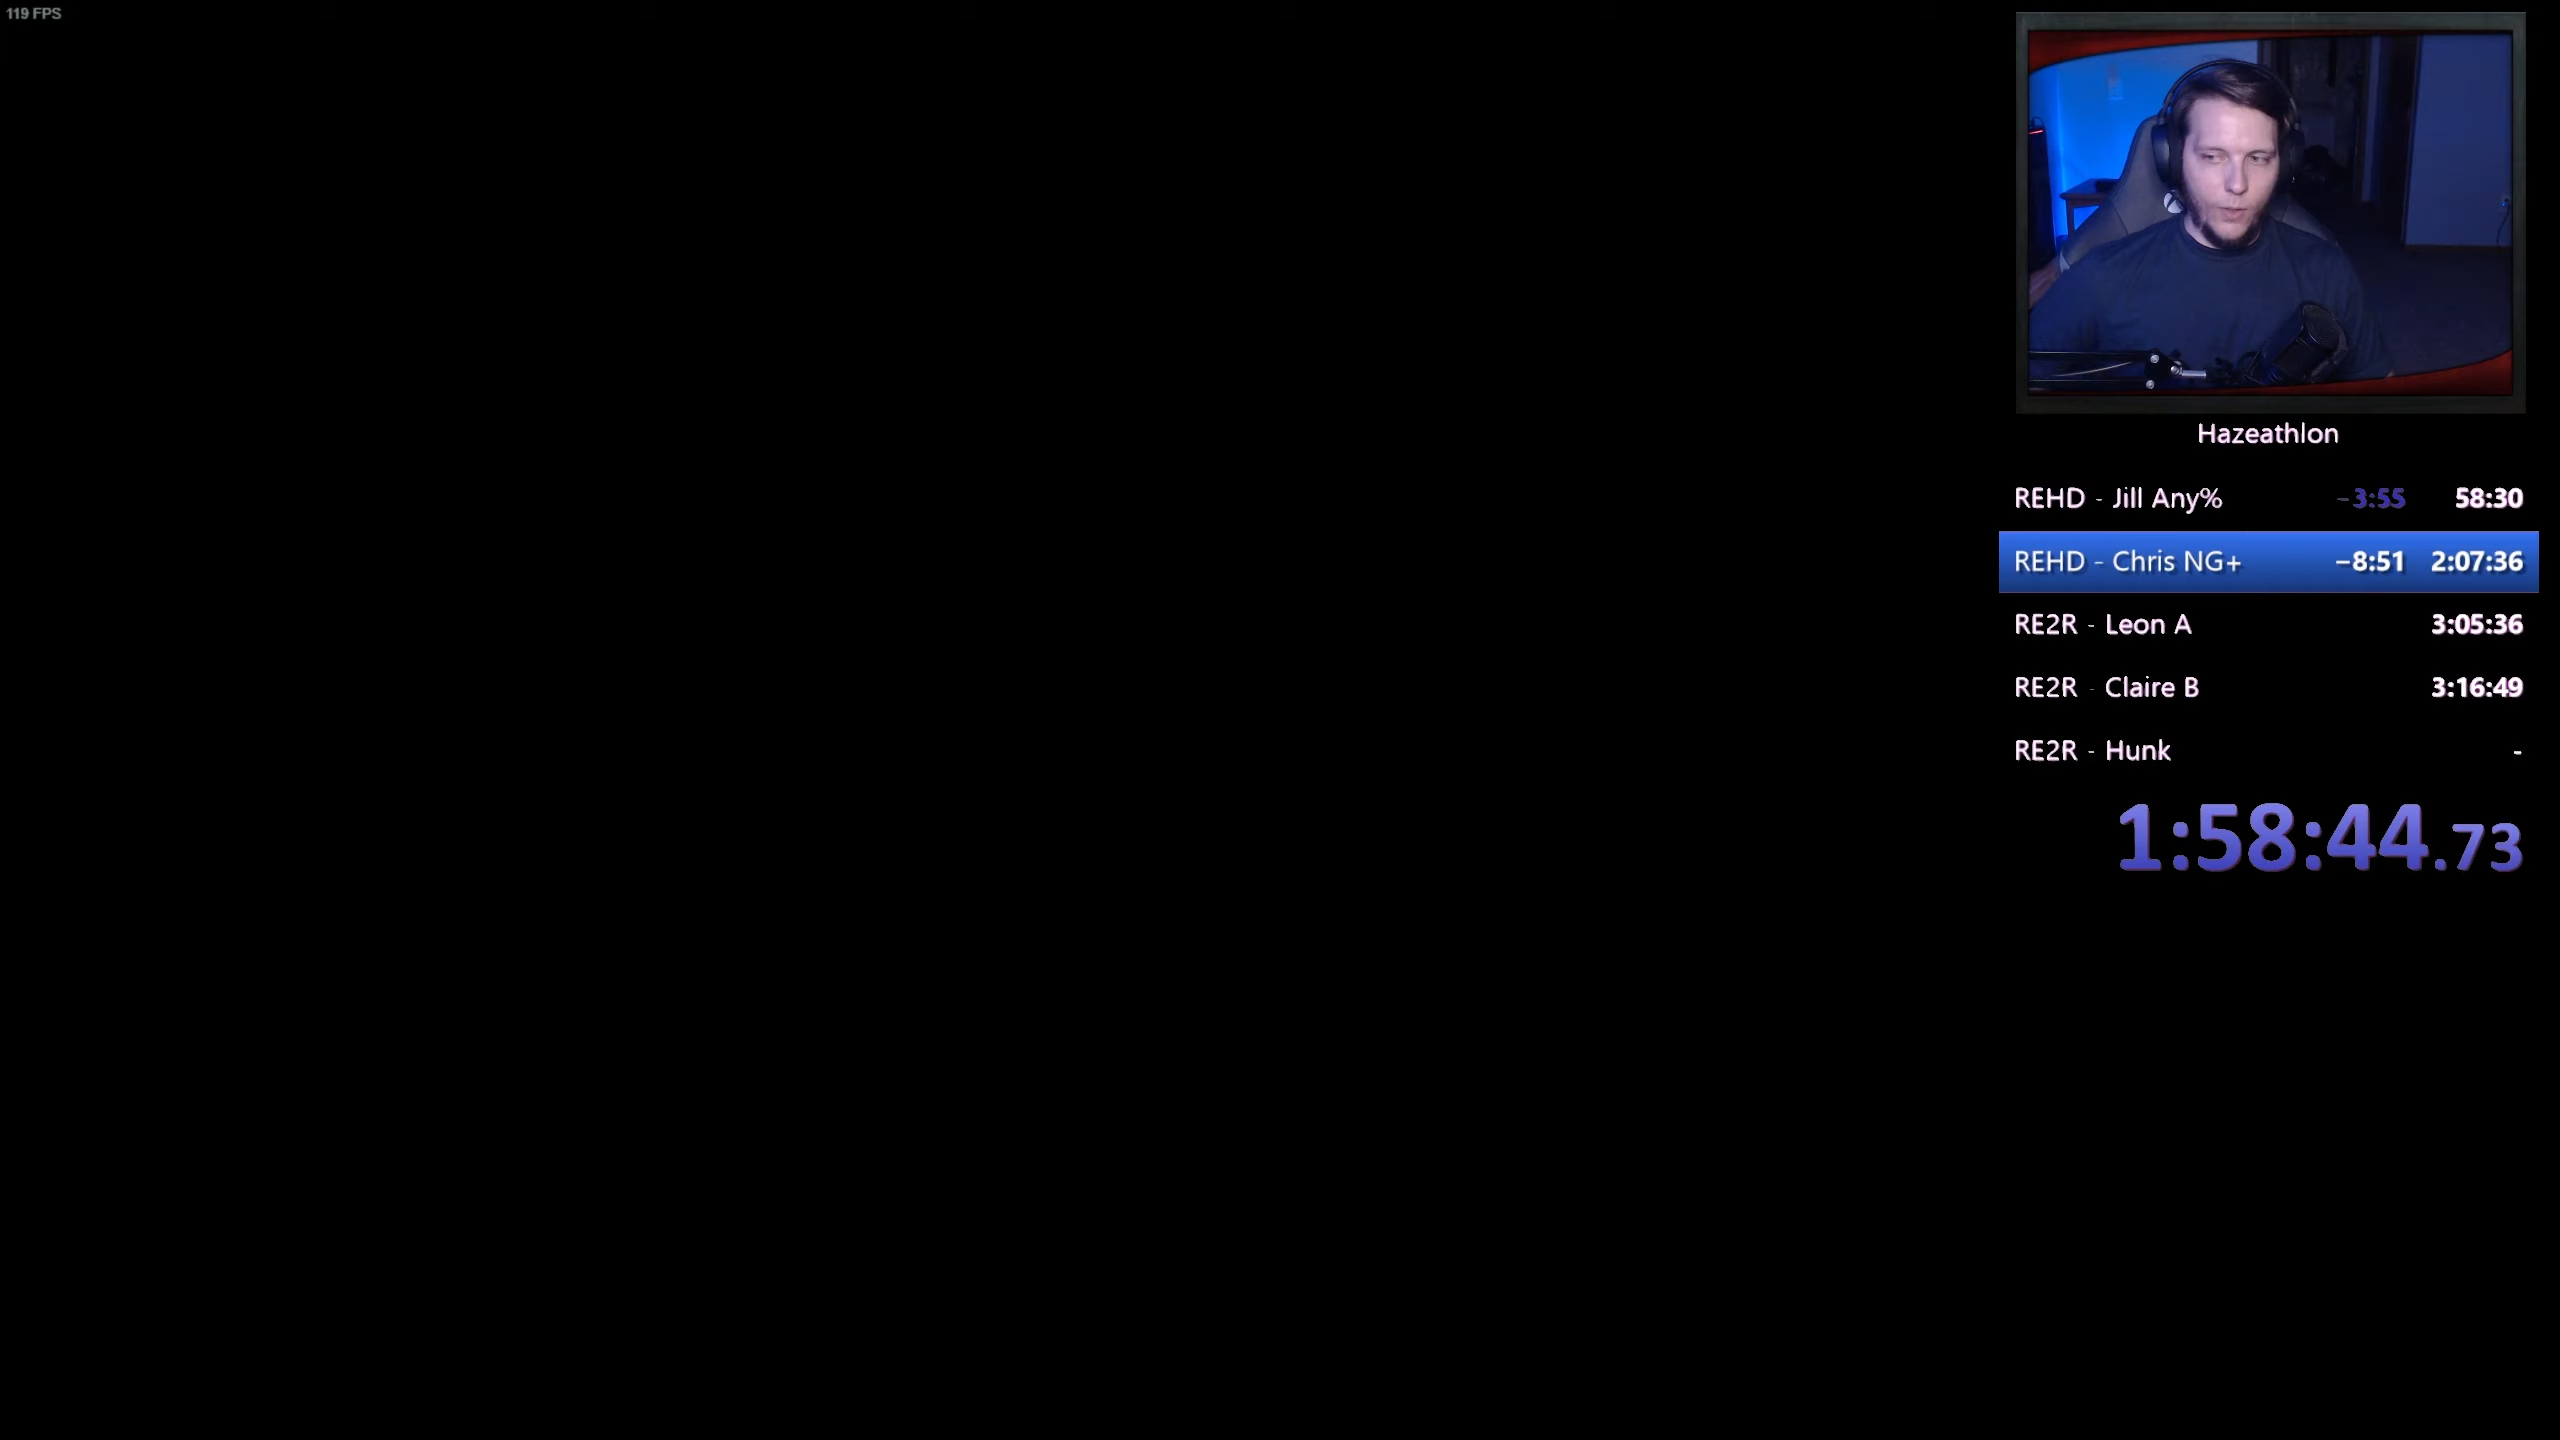 119 FPS
Hazeathlon
REHD - Jill Any% -3:55 58:30
REHD - Chris NG+ -8:51 2:07:36
RE2R - Leon A 3:05:36
RE2R - Claire B 3:16:49
RE2R - Hunk -
1:58:44.73